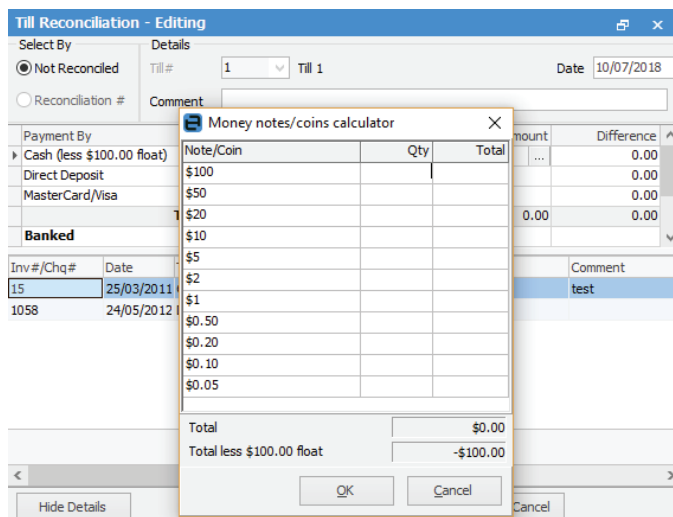 Till Reconciliation - Editing
Select By Details
Not Reconciled Till# 1 Till 1 Date 10/07/2018
Reconciliation # Comment
Money notes/coins calculator
Payment By Difference
Cash (less $100.00 float) ... 0.00
Direct Deposit 0.00
MasterCard/Visa 0.00
0.00 0.00
Banked
Note/Coin Qty Total
$100
$50
$20
$10
$5
$2
$1
$0.50
$0.20
$0.10
$0.05
Total $0.00
Total less $100.00 float -$100.00
OK Cancel
Inv#/Chq# Date Comment
15 25/03/2011 test
1058 24/05/2012
Hide Details Cancel